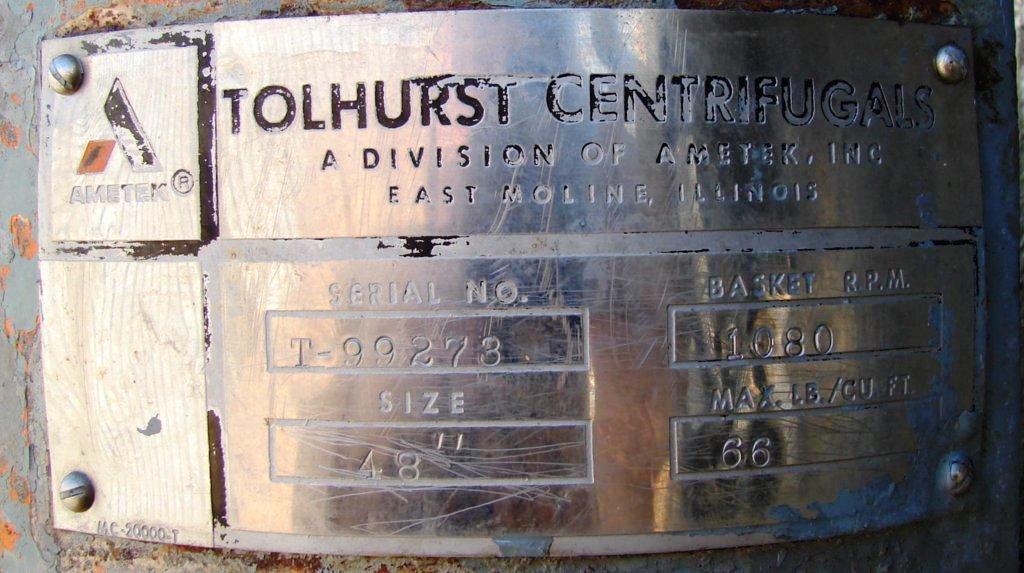 TOLHURST CENTRIFUGALS
A DIVISION OF AMETEK, INC
EAST MOLINE, ILLINOIS
AMETEK®
SERIAL NO.
T-99273
BASKET R.P.M.
1080
SIZE
48"
MAX. LB./CU. FT.
66
MC-20000-T